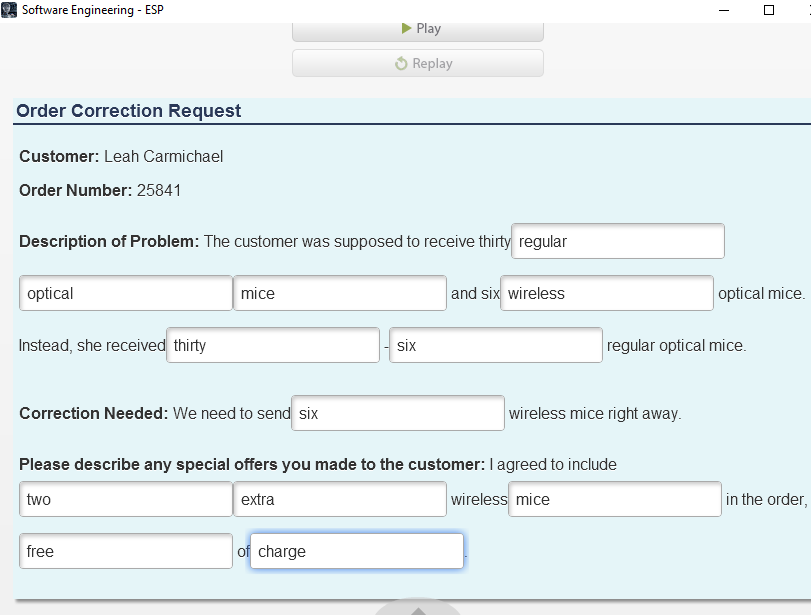 Software Engineering - ESP
Play
Replay
Order Correction Request
Customer: Leah Carmichael
Order Number: 25841
Description of Problem: The customer was supposed to receive thirty regular
optical mice and six wireless optical mice.
Instead, she received thirty - six regular optical mice.
Correction Needed: We need to send six wireless mice right away.
Please describe any special offers you made to the customer: I agreed to include
two extra wireless mice in the order,
free of charge.